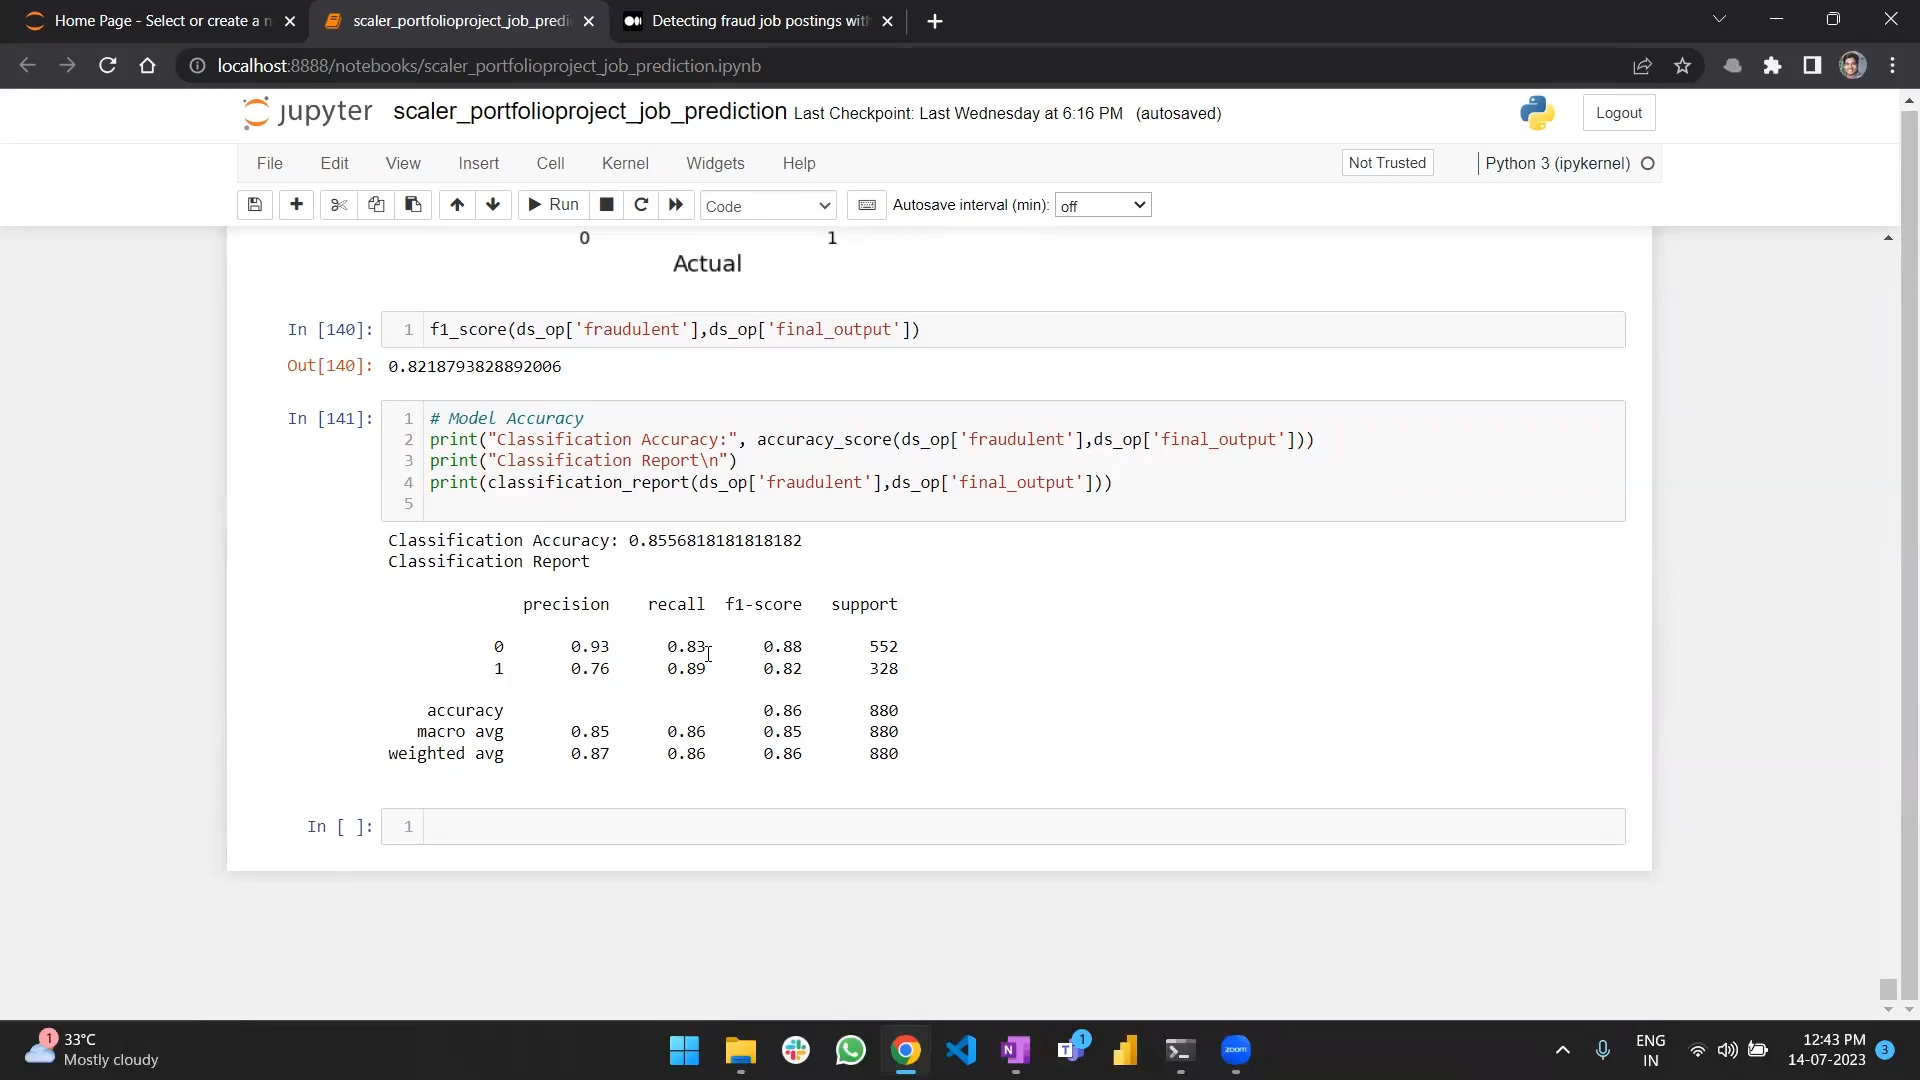 Home Page - Select or create a n
scaler_portfolioproject_job_predi
Detecting fraud job postings with
localhost:8888/notebooks/scaler_portfolioproject_job_prediction.ipynb
jupyter scaler_portfolioproject_job_prediction Last Checkpoint: Last Wednesday at 6:16 PM (autosaved)
Logout
File Edit View Insert Cell Kernel Widgets Help
Not Trusted
Python 3 (ipykernel)
Run
Code
Autosave interval (min): off
0 1
Actual
In [140]: 1 f1_score(ds_op['fraudulent'],ds_op['final_output'])
Out[140]: 0.8218793828892006
In [141]: 1 # Model Accuracy
2 print("Classification Accuracy:", accuracy_score(ds_op['fraudulent'],ds_op['final_output']))
3 print("Classification Report\n")
4 print(classification_report(ds_op['fraudulent'],ds_op['final_output']))
5
Classification Accuracy: 0.8556818181818182
Classification Report
precision recall f1-score support
0 0.93 0.83 0.88 552
1 0.76 0.89 0.82 328
accuracy 0.86 880
macro avg 0.85 0.86 0.85 880
weighted avg 0.87 0.86 0.86 880
In [ ]: 1
1
33°C
Mostly cloudy
N
T
1
zoom
ENG
IN
12:43 PM
14-07-2023
3